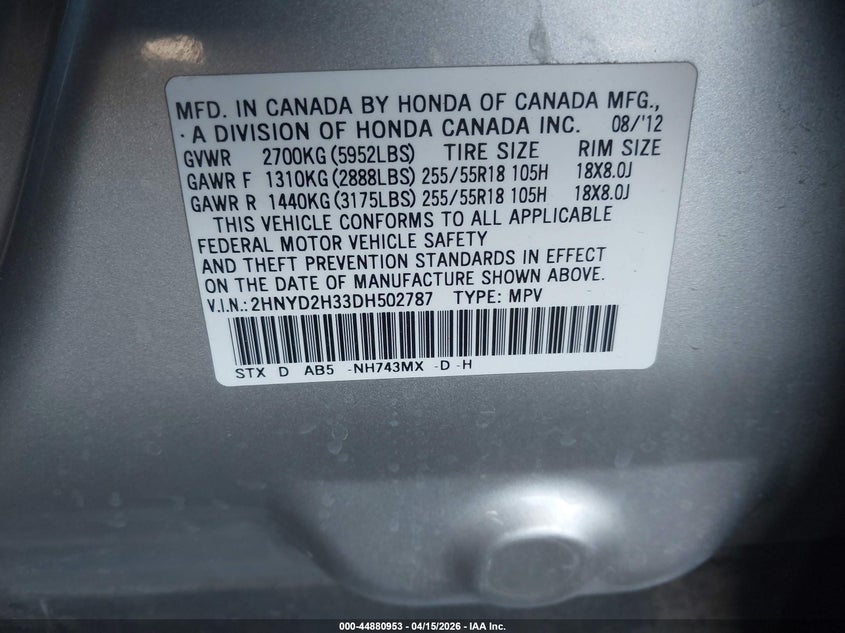 MFD. IN CANADA BY HONDA OF CANADA MFG.,
A DIVISION OF HONDA CANADA INC. 08/'12
GVWR 2700KG (5952LBS) TIRE SIZE RIM SIZE
GAWR F 1310KG (2888LBS) 255/55R18 105H 18X8.0J
GAWR R 1440KG (3175LBS) 255/55R18 105H 18X8.0J
THIS VEHICLE CONFORMS TO ALL APPLICABLE
FEDERAL MOTOR VEHICLE SAFETY
AND THEFT PREVENTION STANDARDS IN EFFECT
ON THE DATE OF MANUFACTURE SHOWN ABOVE.
V.I.N.: 2HNYD2H33DH502787 TYPE: MPV
STX D AB5 -NH743MX -D -H
000-44880953 - 04/15/2026 - IAA Inc.